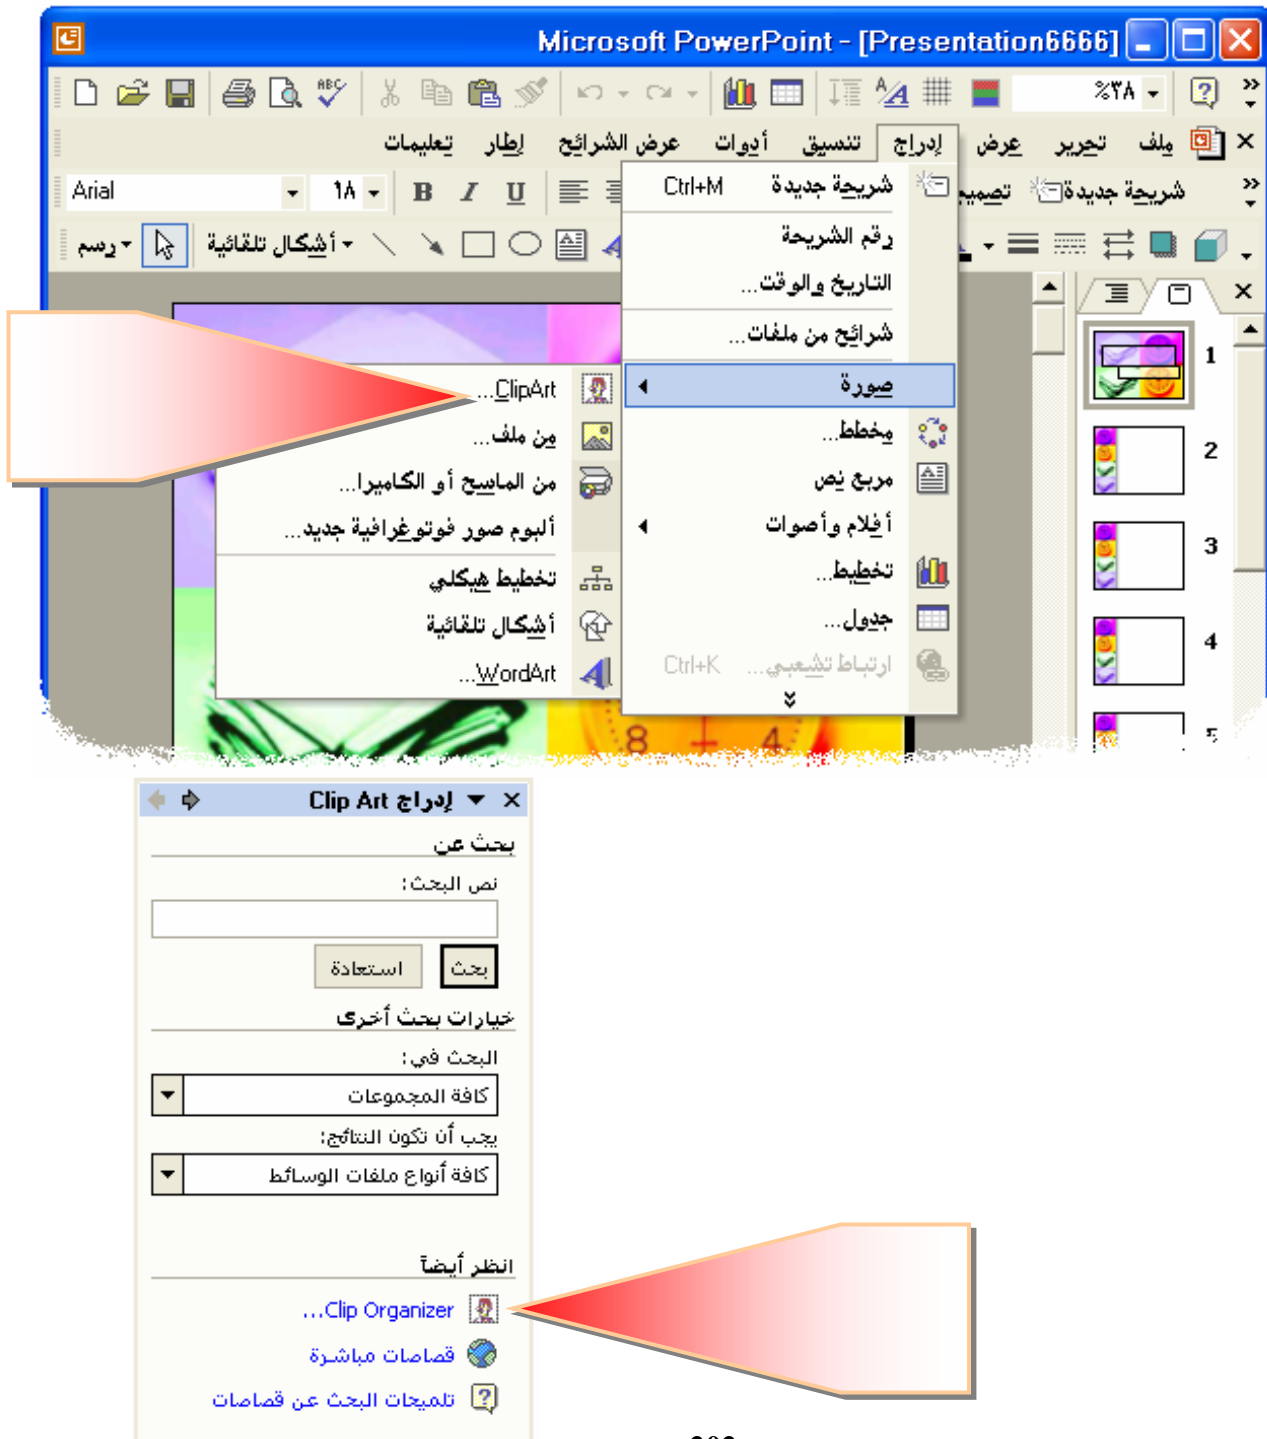 Microsoft PowerPoint - [Presentation6666]
%٣٨
ملف تحرير عرض إدراج تنسيق أدوات عرض الشرائح إطار تعليمات
Arial ١٨ B I U
شريحة جديدة تصميم
رسم أشكال تلقائية
شريحة جديدة Ctrl+M
رقم الشريحة
التاريخ والوقت...
شرائح من ملفات...
صورة
مخطط...
مربع نص
أفلام وأصوات
تخطيط...
جدول...
ارتباط تشعبي... Ctrl+K
ClipArt...
من ملف...
من الماسح أو الكاميرا...
ألبوم صور فوتوغرافية جديد...
تخطيط هيكلي
أشكال تلقائية
WordArt...
1
2
3
4
8 4
إدراج Clip Art
بحث عن
نص البحث:
بحث استعادة
خيارات بحث أخرى
البحث في:
كافة المجموعات
يجب أن تكون النتائج:
كافة أنواع ملفات الوسائط
انظر أيضاً
Clip Organizer...
قصاصات مباشرة
تلميحات البحث عن قصاصات